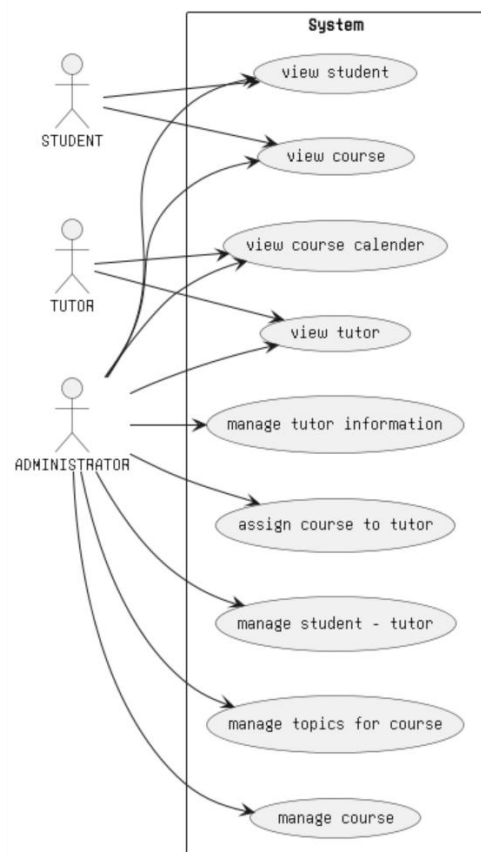 System
view student
STUDENT
view course
view course calender
TUTOR
view tutor
manage tutor information
ADMINISTRATOR
assign course to tutor
manage student - tutor
manage topics for course
manage course